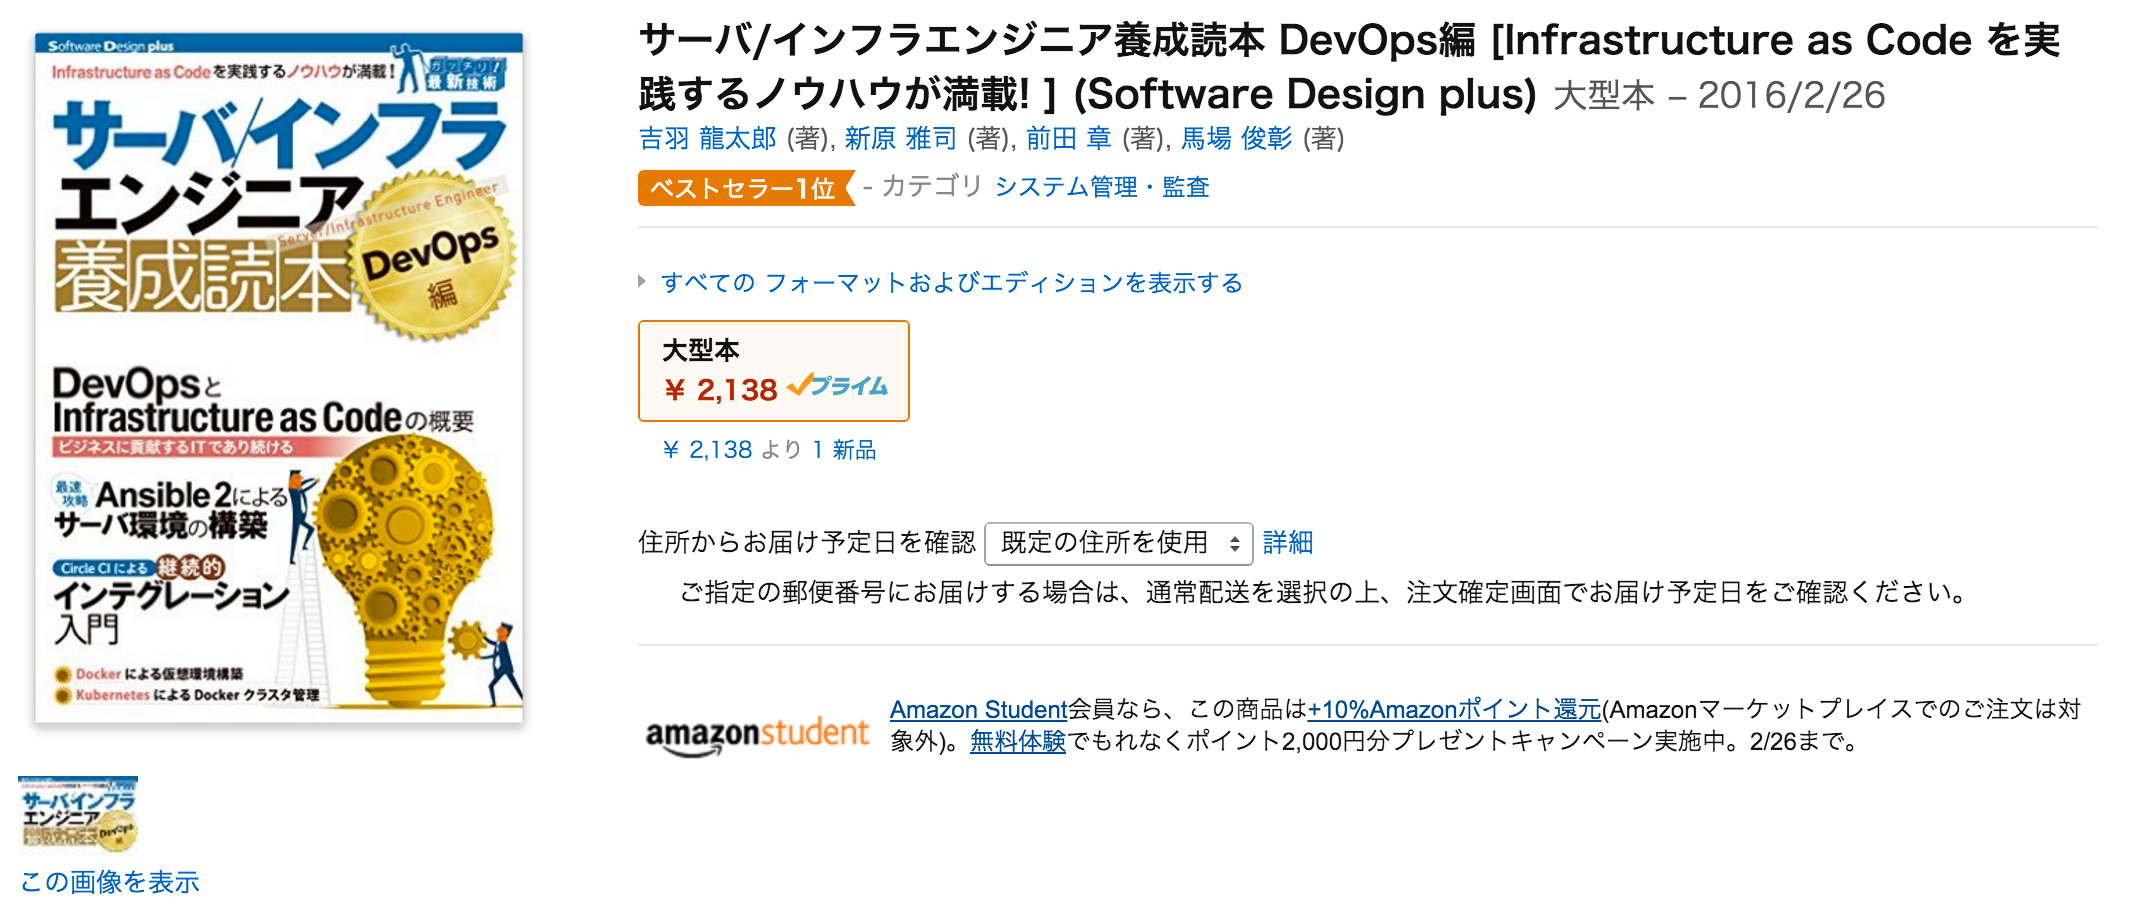 Software Design plus
Infrastructure as Codeを実践するノウハウが満載！
ガッチリ！
最新技術
サーバ/インフラ
エンジニア
Server/Infrastructure Engineer
養成読本
DevOps
編
DevOpsと
Infrastructure as Codeの概要
ビジネスに貢献するITであり続ける
最速
攻略
Ansible 2による
サーバ環境の構築
Circle CIによる 継続的
インテグレーション
入門
Dockerによる仮想環境構築
KubernetesによるDockerクラスタ管理
サーバ/インフラ
エンジニア
養成読本
DevOps
編
この画像を表示
サーバ/インフラエンジニア養成読本 DevOps編 [Infrastructure as Code を実
践するノウハウが満載! ] (Software Design plus) 大型本 – 2016/2/26
吉羽 龍太郎 (著), 新原 雅司 (著), 前田 章 (著), 馬場 俊彰 (著)
ベストセラー1位 - カテゴリ システム管理・監査
すべての フォーマットおよびエディションを表示する
大型本
￥ 2,138 プライム
￥ 2,138 より 1 新品
住所からお届け予定日を確認 既定の住所を使用 詳細
ご指定の郵便番号にお届けする場合は、通常配送を選択の上、注文確定画面でお届け予定日をご確認ください。
amazonstudent
Amazon Student会員なら、この商品は+10%Amazonポイント還元(Amazonマーケットプレイスでのご注文は対
象外)。無料体験でもれなくポイント2,000円分プレゼントキャンペーン実施中。2/26まで。